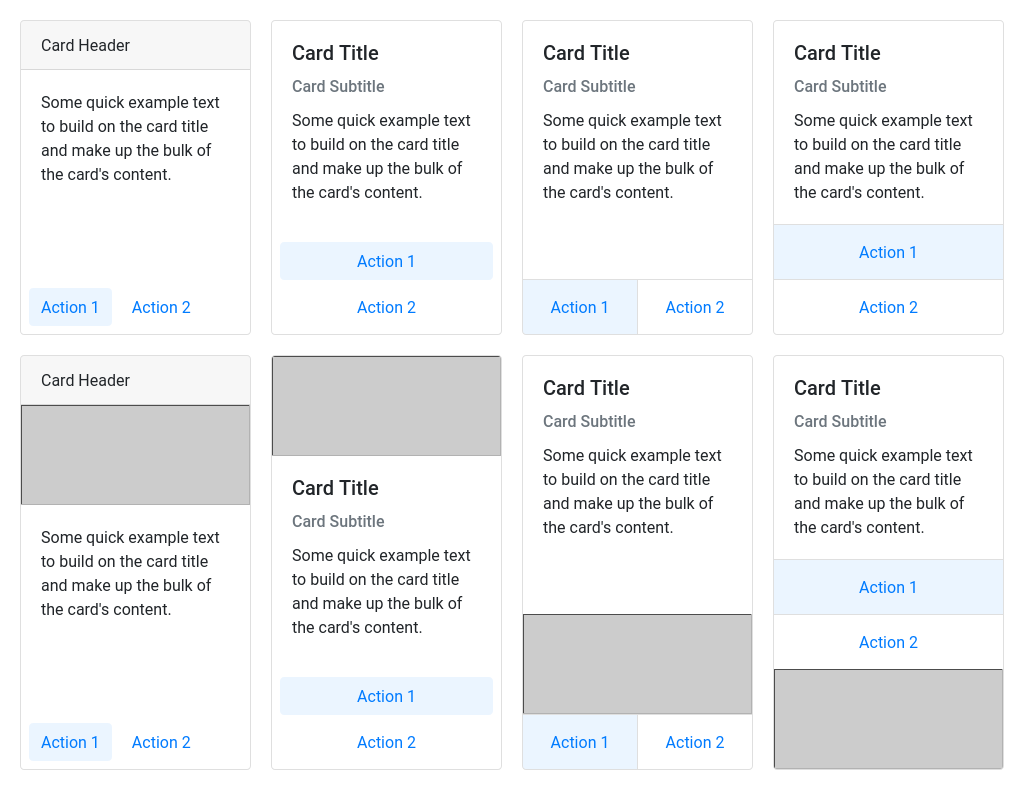 Card Header
Some quick example text
to build on the card title
and make up the bulk of
the card's content.
Action 1
Action 2
Card Title
Card Subtitle
Some quick example text
to build on the card title
and make up the bulk of
the card's content.
Action 1
Action 2
Card Title
Card Subtitle
Some quick example text
to build on the card title
and make up the bulk of
the card's content.
Action 1
Action 2
Card Title
Card Subtitle
Some quick example text
to build on the card title
and make up the bulk of
the card's content.
Action 1
Action 2
Card Header
Some quick example text
to build on the card title
and make up the bulk of
the card's content.
Action 1
Action 2
Card Title
Card Subtitle
Some quick example text
to build on the card title
and make up the bulk of
the card's content.
Action 1
Action 2
Card Title
Card Subtitle
Some quick example text
to build on the card title
and make up the bulk of
the card's content.
Action 1
Action 2
Card Title
Card Subtitle
Some quick example text
to build on the card title
and make up the bulk of
the card's content.
Action 1
Action 2